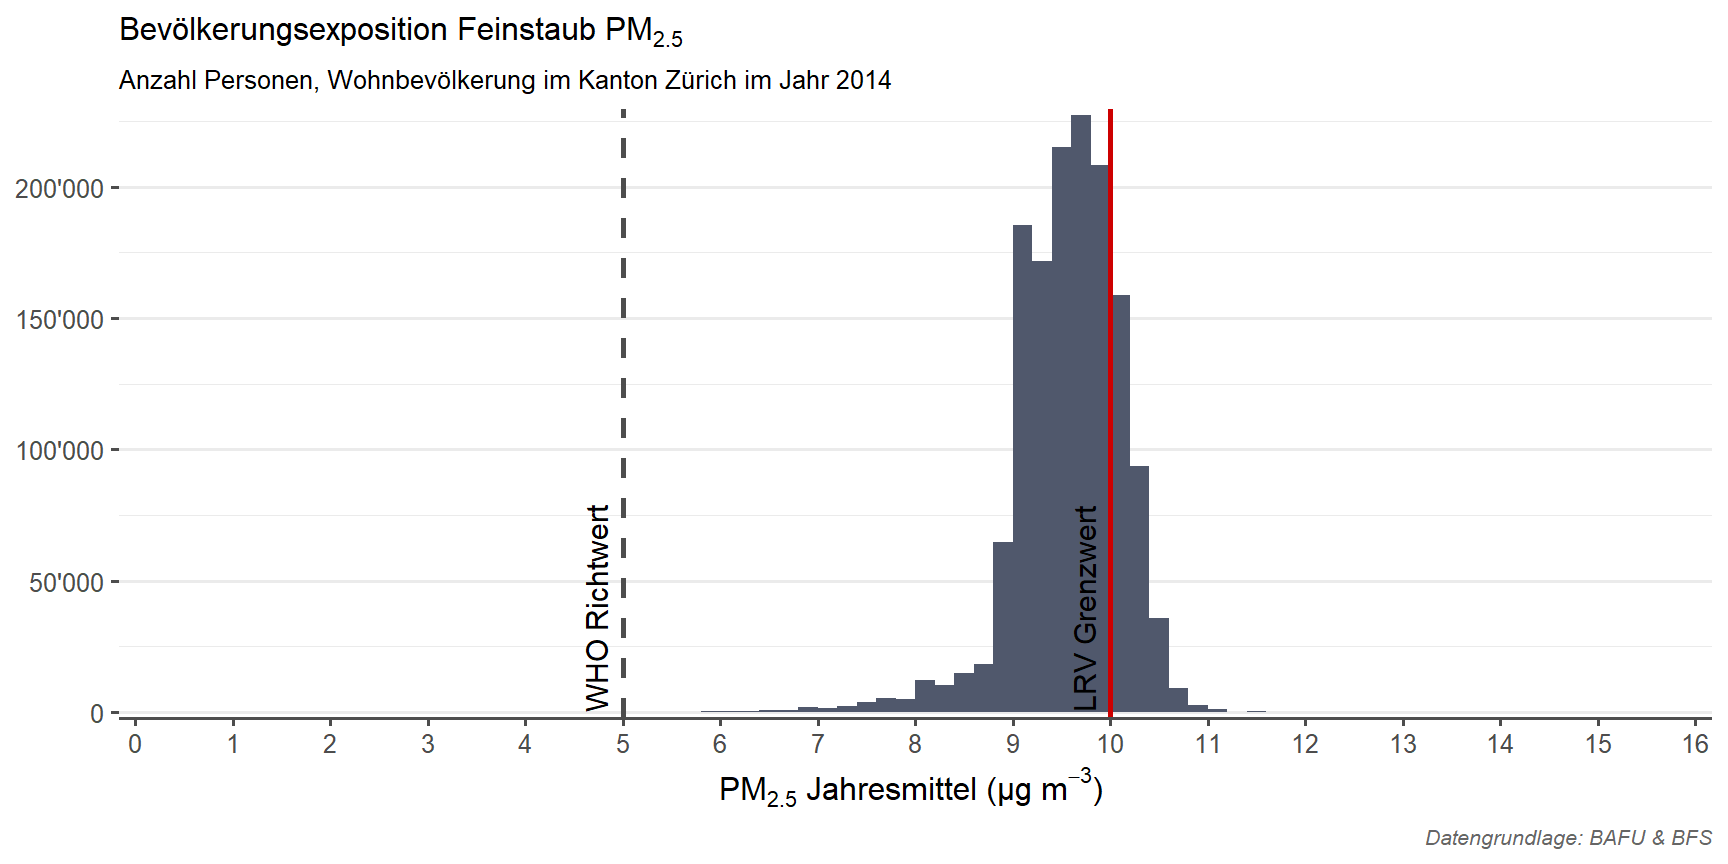 Bevölkerungsexposition Feinstaub PM2.5
Anzahl Personen, Wohnbevölkerung im Kanton Zürich im Jahr 2014
200'000
150'000
100'000
50'000
0
WHO Richtwert
LRV Grenzwert
0 1 2 3 4 5 6 7 8 9 10 11 12 13 14 15 16
PM2.5 Jahresmittel (µg m−3)
Datengrundlage: BAFU & BFS